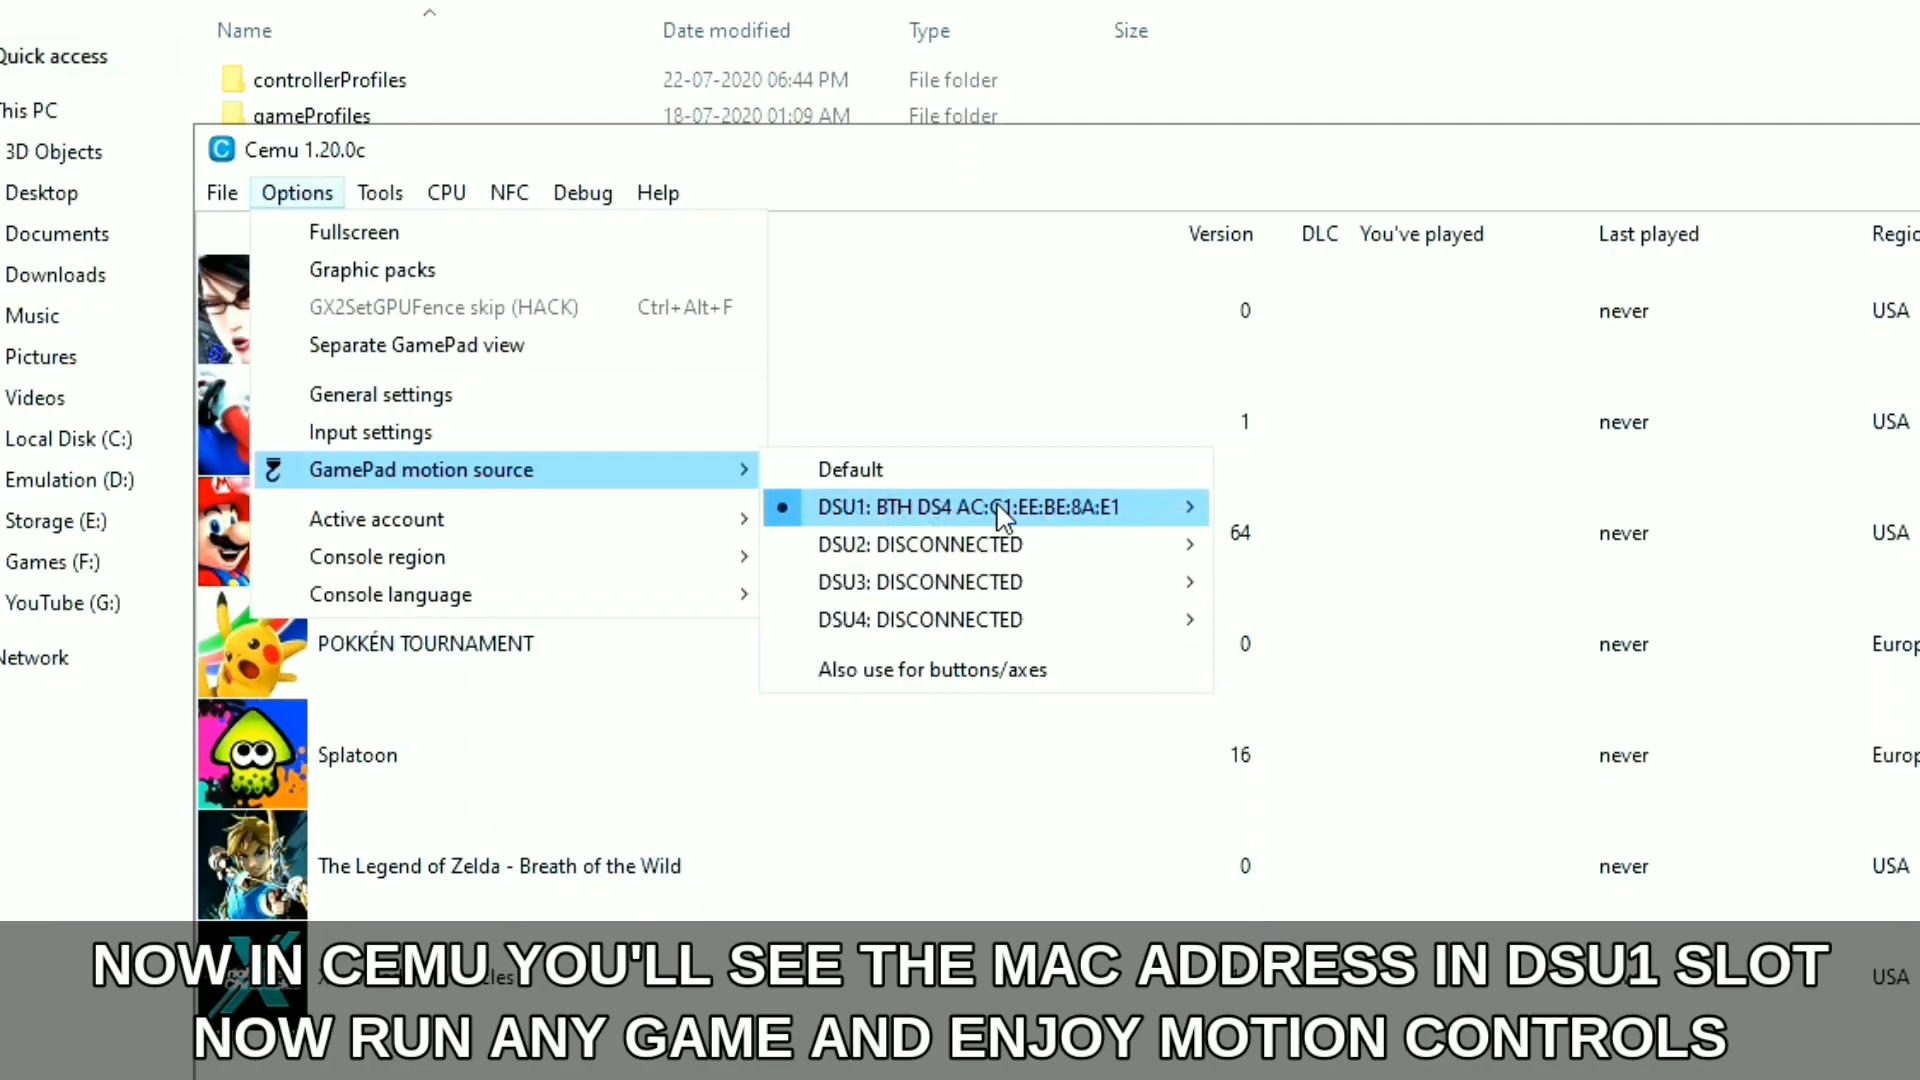 Name Date modified Type Size
Quick access
controllerProfiles 22-07-2020 06:44 PM File folder
This PC
gameProfiles 18-07-2020 01:09 AM File folder
3D Objects
Desktop
Documents
Downloads
Music
Pictures
Videos
Local Disk (C:)
Emulation (D:)
Storage (E:)
Games (F:)
YouTube (G:)
Network
Cemu 1.20.0c
File Options Tools CPU NFC Debug Help
Version DLC You've played Last played Regio
Fullscreen
Graphic packs
GX2SetGPUFence skip (HACK) Ctrl+Alt+F
Separate GamePad view
General settings
Input settings
GamePad motion source
Active account
Console region
Console language
Default
DSU1: BTH DS4 AC: 1:EE:BE:8A:E1
DSU2: DISCONNECTED
DSU3: DISCONNECTED
DSU4: DISCONNECTED
Also use for buttons/axes
0 never USA
1 never USA
64 never USA
POKKÉN TOURNAMENT 0 never Europ
Splatoon 16 never Europ
The Legend of Zelda - Breath of the Wild 0 never USA
USA
NOW IN CEMU YOU'LL SEE THE MAC ADDRESS IN DSU1 SLOT
NOW RUN ANY GAME AND ENJOY MOTION CONTROLS